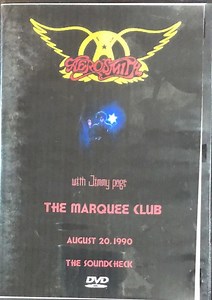 AEROSMITH
with Jimmy page
THE MARQUEE CLUB
AUGUST 20.1990
THE SOUNDCHECK
DVD